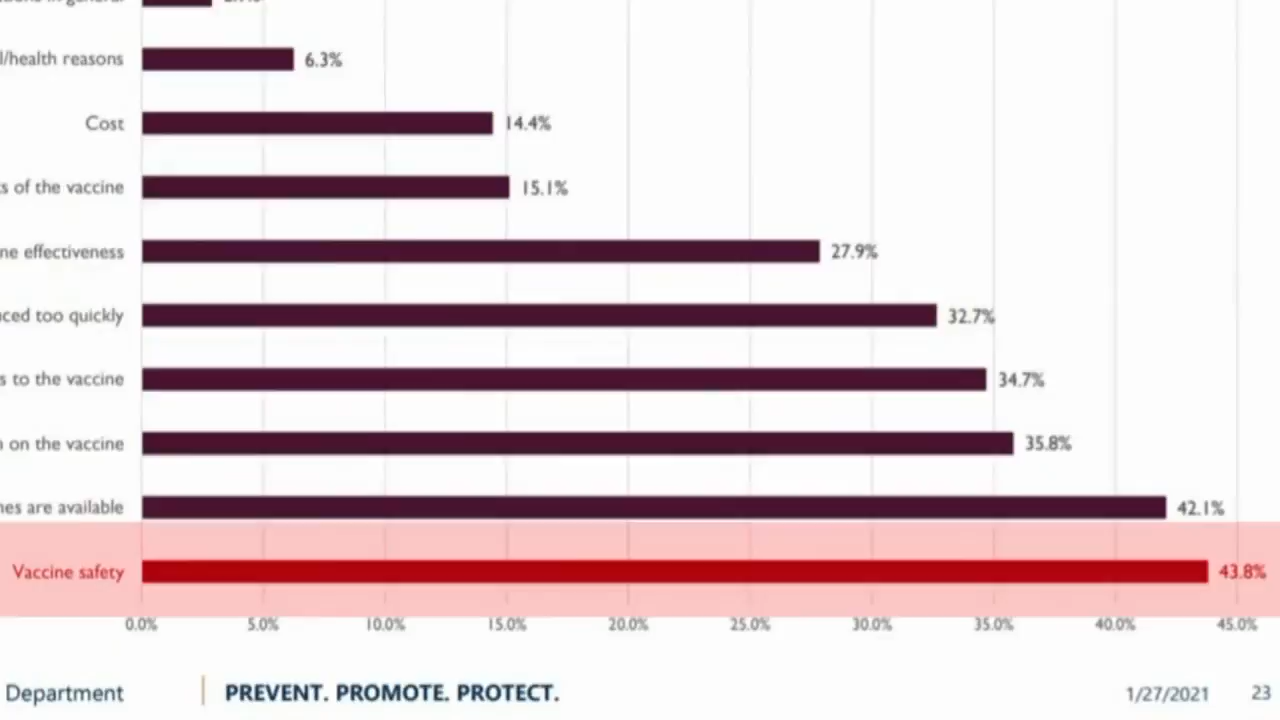 l/health reasons 6.3%
Cost 14.4%
s of the vaccine 15.1%
ne effectiveness 27.9%
ced too quickly 32.7%
s to the vaccine 34.7%
on the vaccine 35.8%
nes are available 42.1%
Vaccine safety 43.8%
0.0% 5.0% 10.0% 15.0% 20.0% 25.0% 30.0% 35.0% 40.0% 45.0%
Department PREVENT. PROMOTE. PROTECT. 1/27/2021 23